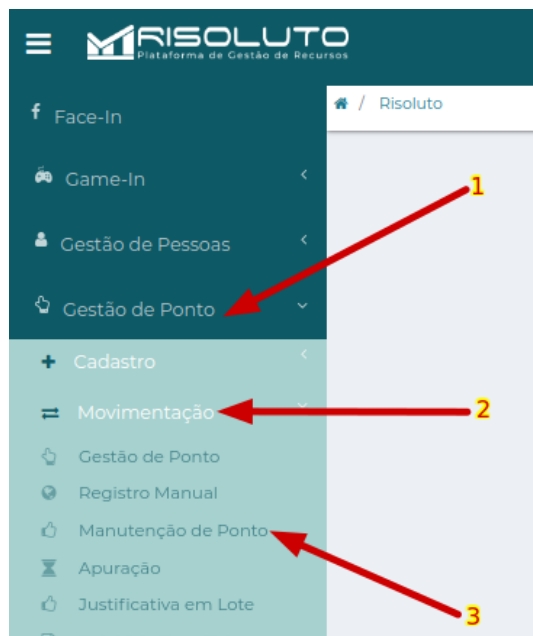 RISOLUTO
Plataforma de Gestão de Recursos
Face-In
/ Risoluto
Game-In
1
Gestão de Pessoas
Gestão de Ponto
Cadastro
Movimentação
2
Gestão de Ponto
Registro Manual
Manutenção de Ponto
Apuração
Justificativa em Lote
3